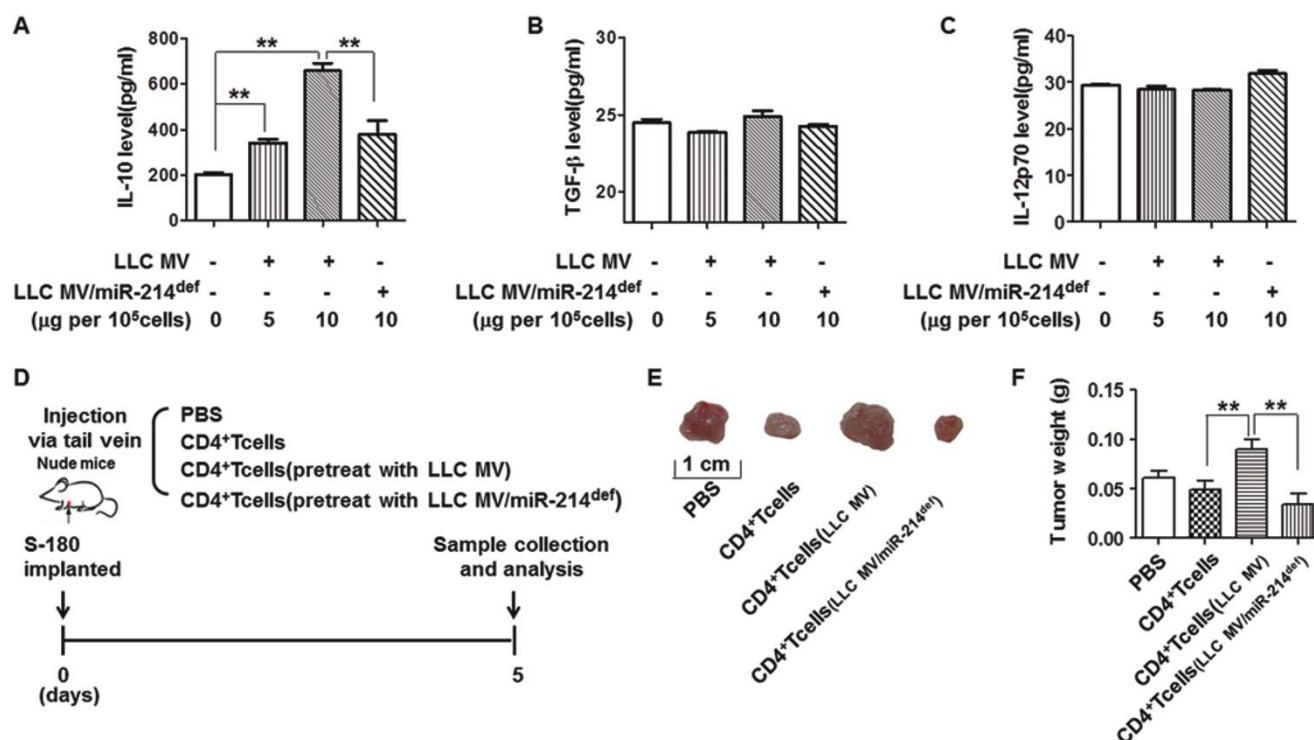 A
IL-10 level(pg/ml)
800
600
400
200
0
**
**
**
LLC MV - + + -
LLC MV/miR-214def - - - +
(μg per 10⁵cells) 0 5 10 10
B
TGF-β level(pg/ml)
30
25
20
LLC MV - + + -
LLC MV/miR-214def - - - +
(μg per 10⁵cells) 0 5 10 10
C
IL-12p70 level(pg/ml)
40
30
20
10
0
LLC MV - + + -
LLC MV/miR-214def - - - +
(μg per 10⁵cells) 0 5 10 10
D
Injection
via tail vein
Nude mice
PBS
CD4⁺Tcells
CD4⁺Tcells(pretreat with LLC MV)
CD4⁺Tcells(pretreat with LLC MV/miR-214def)
S-180
implanted
Sample collection
and analysis
0
(days)
5
E
1 cm
PBS
CD4⁺Tcells
CD4⁺Tcells(LLC MV)
CD4⁺Tcells(LLC MV/miR-214def)
F
Tumor weight (g)
0.15
0.10
0.05
0.00
**
**
PBS
CD4⁺Tcells
CD4⁺Tcells(LLC MV)
CD4⁺Tcells(LLC MV/miR-214def)